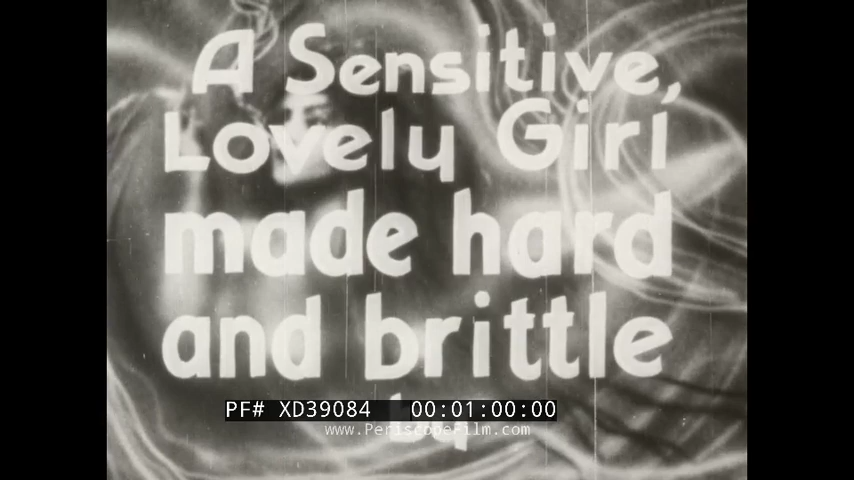 A Sensitive,
Lovely Girl
made hard
and brittle
PF# XD39084 00:01:00:00
www.PeriscopeFilm.com